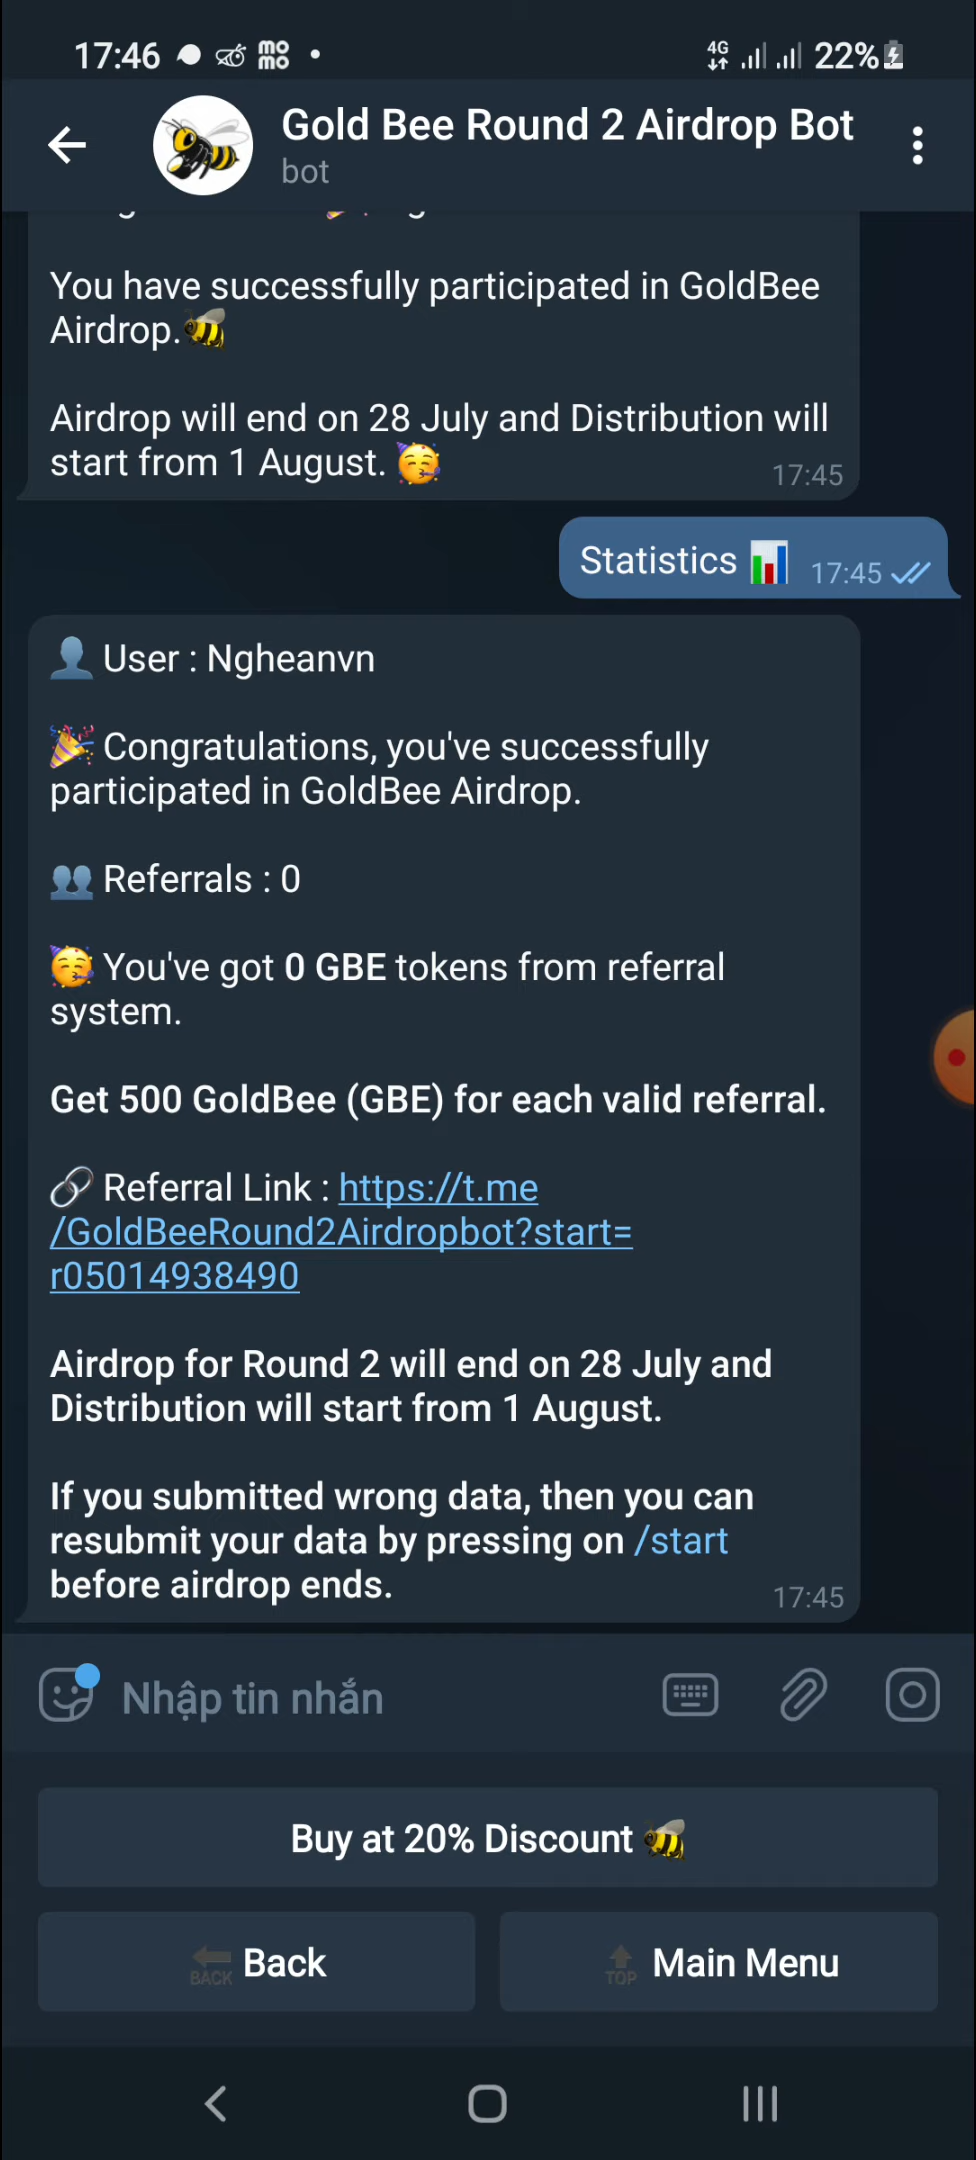 17:46
MO
MO
4G
22%
Gold Bee Round 2 Airdrop Bot
bot
You have successfully participated in GoldBee
Airdrop.🐝
Airdrop will end on 28 July and Distribution will
start from 1 August. 🥳
17:45
Statistics 📊 17:45
👤 User : Ngheanvn
🎉 Congratulations, you've successfully
participated in GoldBee Airdrop.
👥 Referrals : 0
🥳 You've got 0 GBE tokens from referral
system.
Get 500 GoldBee (GBE) for each valid referral.
🔗 Referral Link : https://t.me
/GoldBeeRound2Airdropbot?start=
r05014938490
Airdrop for Round 2 will end on 28 July and
Distribution will start from 1 August.
If you submitted wrong data, then you can
resubmit your data by pressing on /start
before airdrop ends.
17:45
Nhập tin nhắn
Buy at 20% Discount 🐝
BACK Back
TOP Main Menu